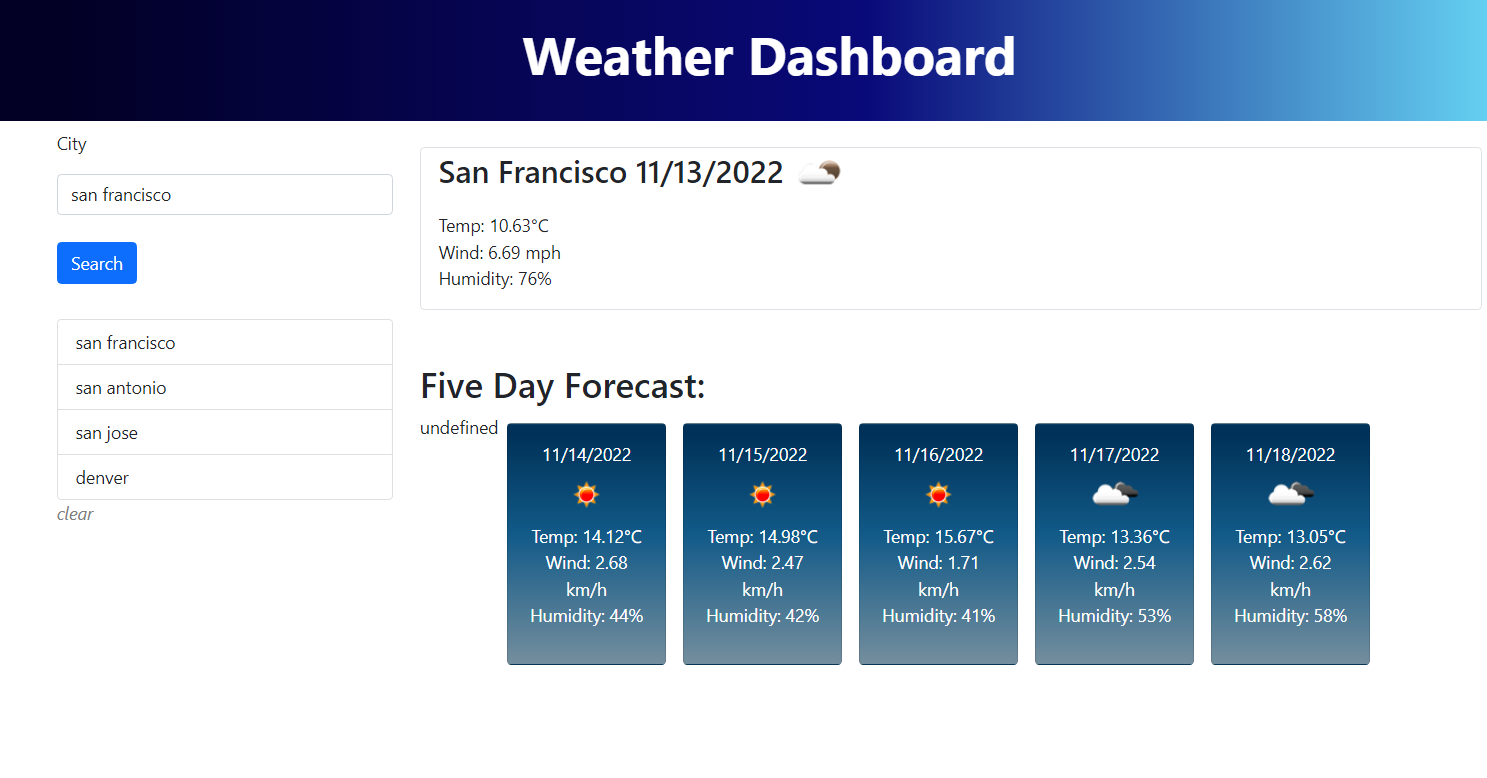 Weather Dashboard
City
san francisco
Search
san francisco
san antonio
san jose
denver
clear
San Francisco 11/13/2022
Temp: 10.63°C
Wind: 6.69 mph
Humidity: 76%
Five Day Forecast:
undefined
11/14/2022
Temp: 14.12°C
Wind: 2.68
km/h
Humidity: 44%
11/15/2022
Temp: 14.98°C
Wind: 2.47
km/h
Humidity: 42%
11/16/2022
Temp: 15.67°C
Wind: 1.71
km/h
Humidity: 41%
11/17/2022
Temp: 13.36°C
Wind: 2.54
km/h
Humidity: 53%
11/18/2022
Temp: 13.05°C
Wind: 2.62
km/h
Humidity: 58%